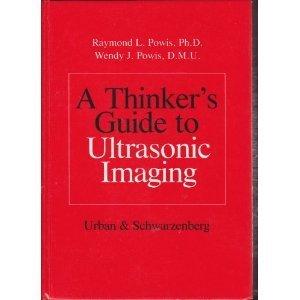 Raymond L. Powis, Ph.D.
Wendy J. Powis, D.M.U.
A Thinker's
Guide to
Ultrasonic
Imaging
Urban & Schwarzenberg